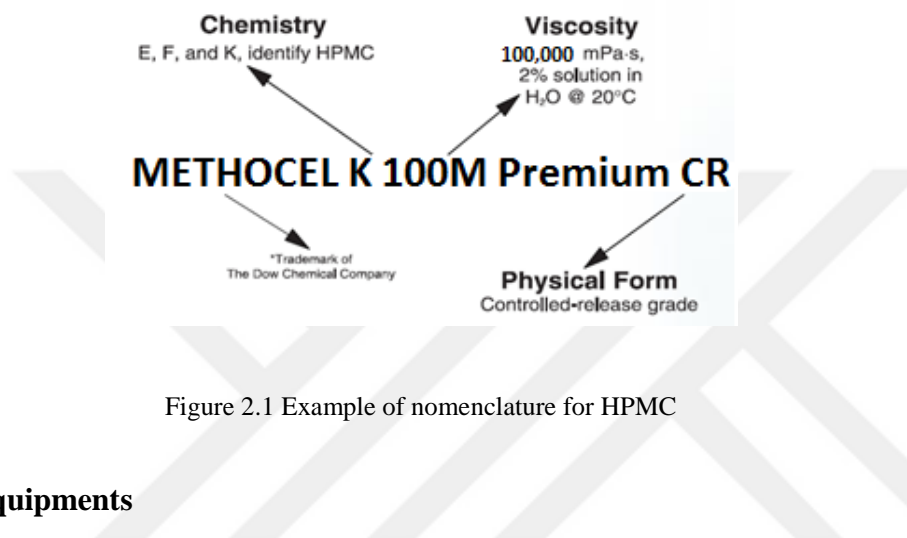 Chemistry
E, F, and K, identify HPMC
Viscosity
100,000 mPa·s,
2% solution in
H₂O @ 20°C
METHOCEL K 100M Premium CR
*Trademark of
The Dow Chemical Company
Physical Form
Controlled-release grade
Figure 2.1 Example of nomenclature for HPMC
quipments